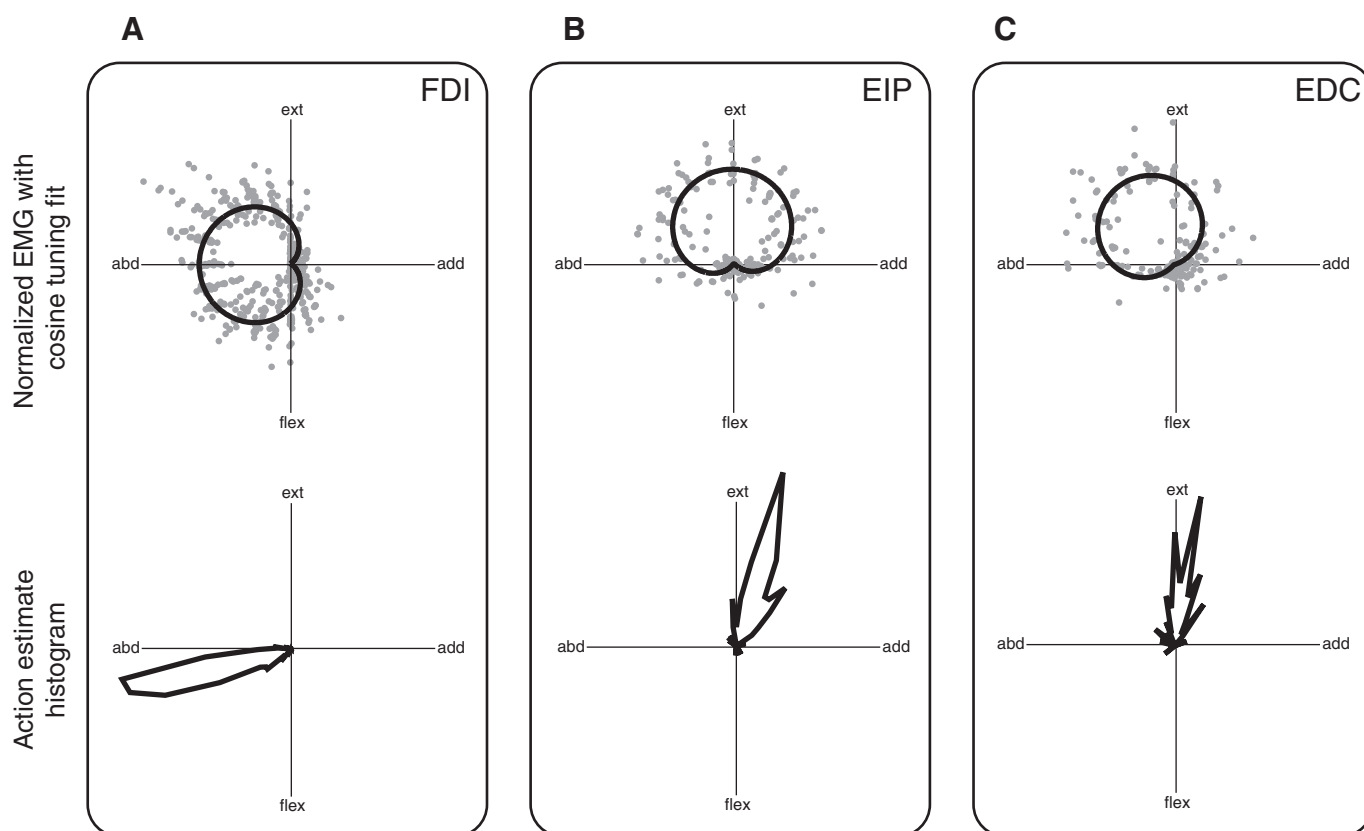 A
B
C
FDI
EIP
EDC
Normalized EMG with
cosine tuning fit
ext
abd
add
flex
ext
abd
add
flex
ext
abd
add
flex
Action estimate
histogram
ext
abd
add
flex
ext
abd
add
flex
ext
abd
add
flex